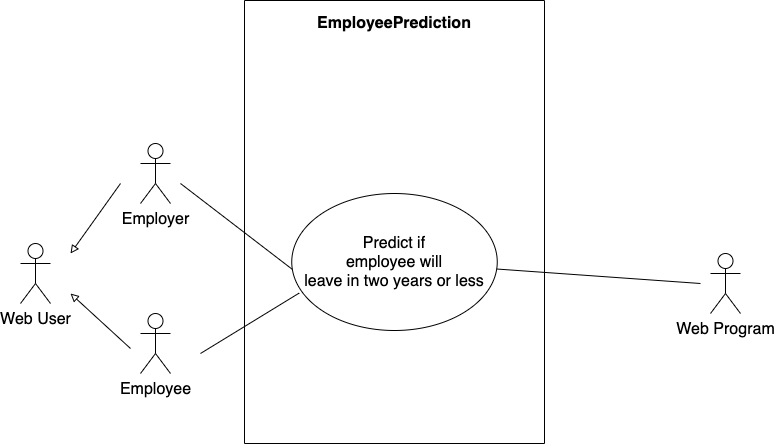 EmployeePrediction
Employer
Predict if
employee will
leave in two years or less
Web User
Web Program
Employee